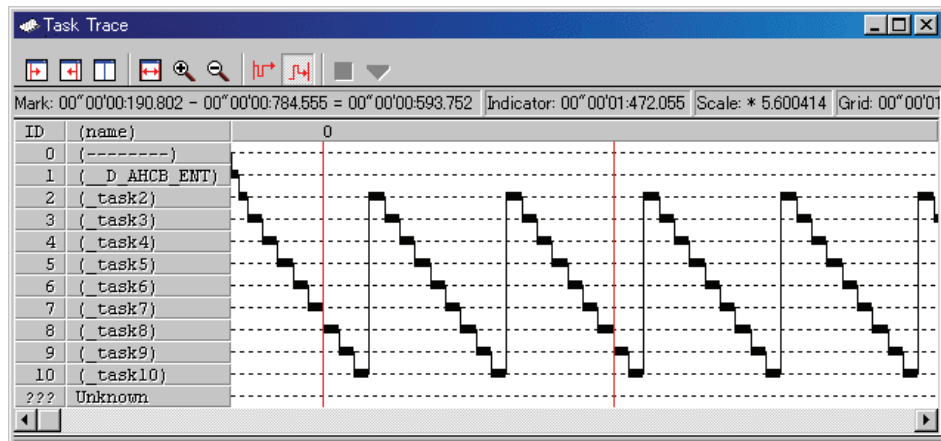 Task Trace
Mark: 00"00'00:190.802 - 00"00'00:784.555 = 00"00'00:593.752 Indicator: 00"00'01:472.055 Scale: * 5.600414 Grid: 00"00'01
ID (name) 0
0 (--------)
1 (__D_AHCB_ENT)
2 (_task2)
3 (_task3)
4 (_task4)
5 (_task5)
6 (_task6)
7 (_task7)
8 (_task8)
9 (_task9)
10 (_task10)
??? Unknown